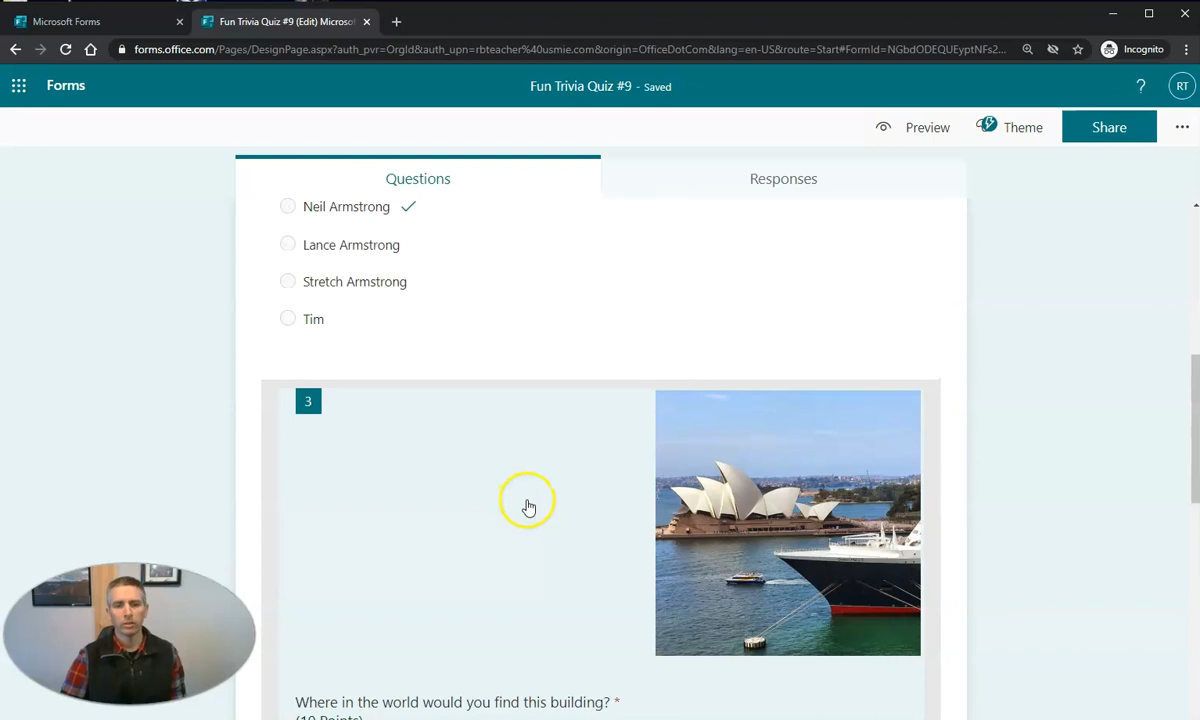 Microsoft Forms
Fun Trivia Quiz #9 (Edit) Microsof
forms.office.com/Pages/DesignPage.aspx?auth_pvr=OrgId&auth_upn=rbteacher%40usmie.com&origin=OfficeDotCom&lang=en-US&route=Start#FormId=NGbdODEQUEyptNFs2...
Incognito
Forms
Fun Trivia Quiz #9 - Saved
?
RT
Preview
Theme
Share
Questions
Responses
Neil Armstrong
Lance Armstrong
Stretch Armstrong
Tim
3
Where in the world would you find this building? *
(10 Points)